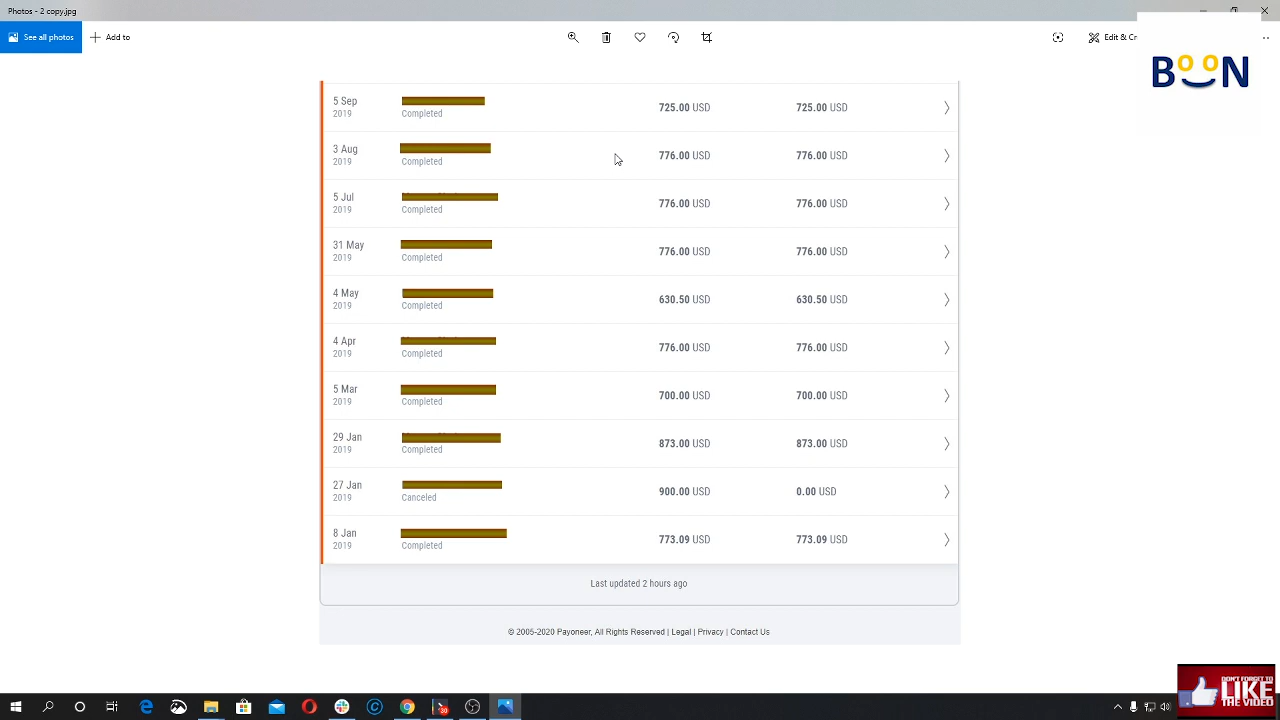 Photos - 2 copy.jpg
See all photos
Add to
Edit & Cr
BOON
5 Sep
2019
Completed
725.00 USD
725.00 USD
3 Aug
2019
Completed
776.00 USD
776.00 USD
5 Jul
2019
Completed
776.00 USD
776.00 USD
31 May
2019
Completed
776.00 USD
776.00 USD
4 May
2019
Completed
630.50 USD
630.50 USD
4 Apr
2019
Completed
776.00 USD
776.00 USD
5 Mar
2019
Completed
700.00 USD
700.00 USD
29 Jan
2019
Completed
873.00 USD
873.00 USD
27 Jan
2019
Canceled
900.00 USD
0.00 USD
8 Jan
2019
Completed
773.09 USD
773.09 USD
Last updated 2 hours ago
© 2005-2020 Payoneer, All Rights Reserved | Legal | Privacy | Contact Us
DON'T FORGET TO
LIKE
THE VIDEO
30